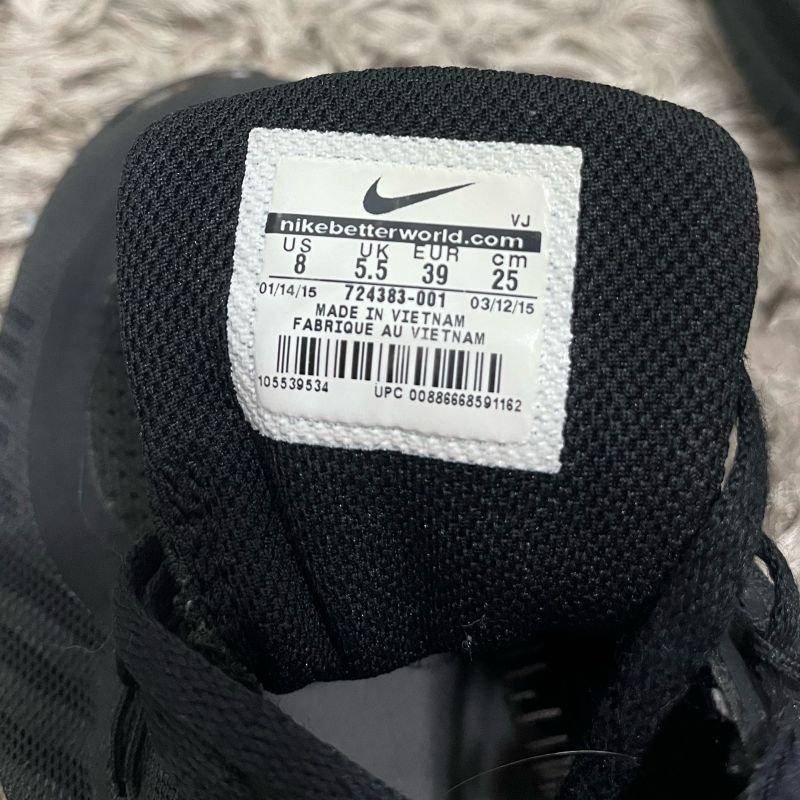 VJ
nikebetterworld.com
US UK EUR cm
8 5.5 39 25
01/14/15 724383-001 03/12/15
MADE IN VIETNAM
FABRIQUE AU VIETNAM
105539534 UPC 00886668591162